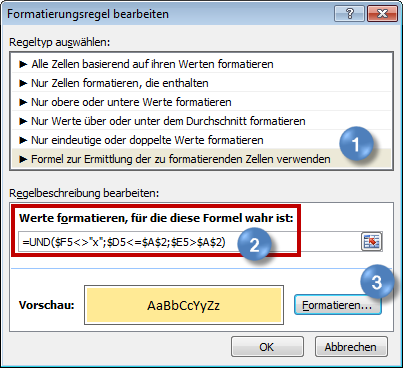 Formatierungsregel bearbeiten
Regeltyp auswählen:
► Alle Zellen basierend auf ihren Werten formatieren
► Nur Zellen formatieren, die enthalten
► Nur obere oder untere Werte formatieren
► Nur Werte über oder unter dem Durchschnitt formatieren
► Nur eindeutige oder doppelte Werte formatieren
► Formel zur Ermittlung der zu formatierenden Zellen verwenden
1
Regelbeschreibung bearbeiten:
Werte formatieren, für die diese Formel wahr ist:
=UND($F5<>"x";$D5<=$A$2;$E5>$A$2)
2
3
Vorschau:
AaBbCcYyZz
Formatieren...
OK
Abbrechen